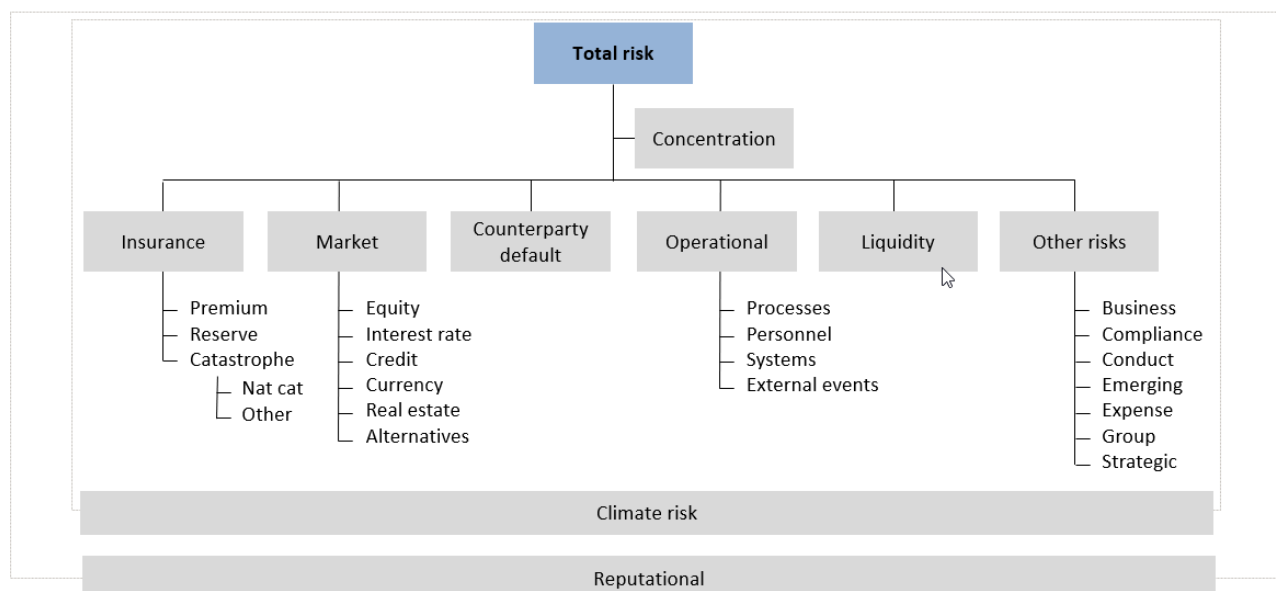 Total risk
Concentration
Insurance
Market
Counterparty
default
Operational
Liquidity
Other risks
Premium
Reserve
Catastrophe
Nat cat
Other
Equity
Interest rate
Credit
Currency
Real estate
Alternatives
Processes
Personnel
Systems
External events
Business
Compliance
Conduct
Emerging
Expense
Group
Strategic
Climate risk
Reputational